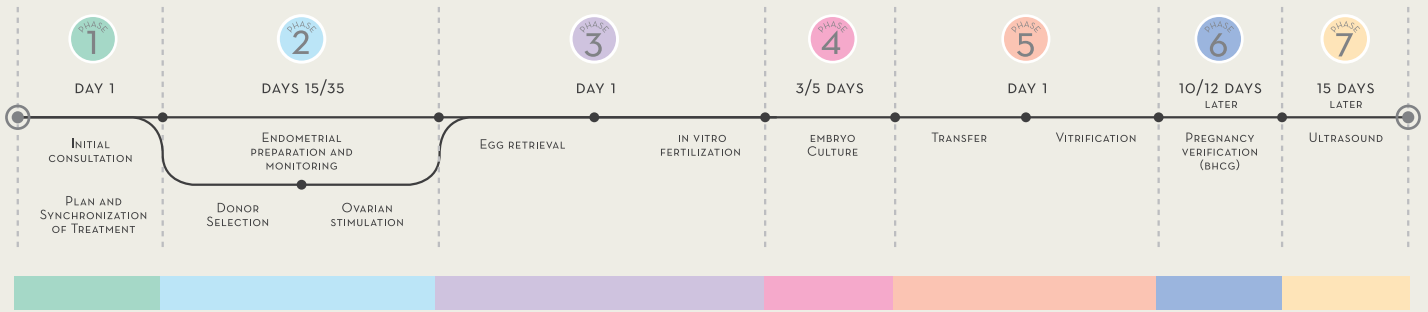 PHASE
1
DAY 1
INITIAL
CONSULTATION
PLAN AND
SYNCHRONIZATION
OF TREATMENT
PHASE
2
DAYS 15/35
ENDOMETRIAL
PREPARATION AND
MONITORING
DONOR
SELECTION
OVARIAN
STIMULATION
PHASE
3
DAY 1
EGG RETRIEVAL
IN VITRO
FERTILIZATION
PHASE
4
3/5 DAYS
EMBRYO
CULTURE
PHASE
5
DAY 1
TRANSFER
VITRIFICATION
PHASE
6
10/12 DAYS
LATER
PREGNANCY
VERIFICATION
(BHCG)
PHASE
7
15 DAYS
LATER
ULTRASOUND